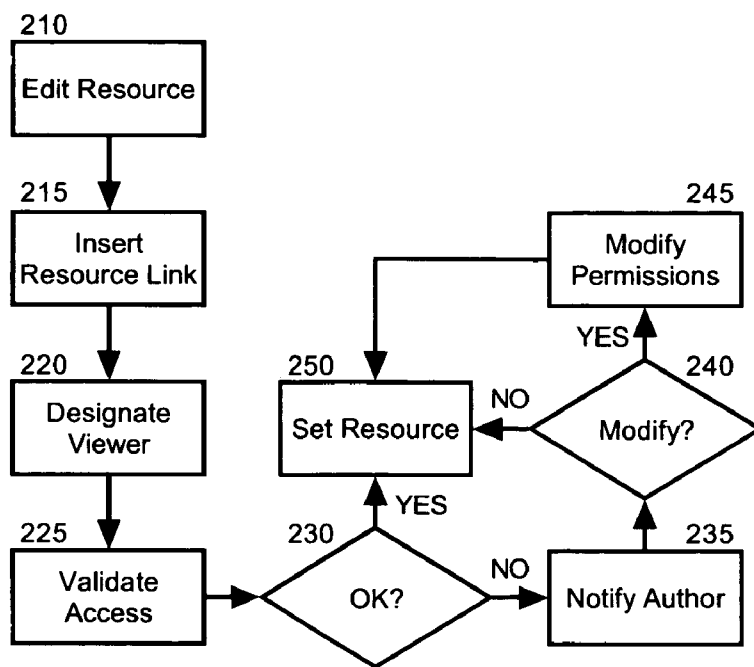 210
Edit Resource
215
Insert
Resource Link
220
Designate
Viewer
225
Validate
Access
230
OK?
YES
NO
235
Notify Author
240
Modify?
YES
NO
245
Modify
Permissions
250
Set Resource